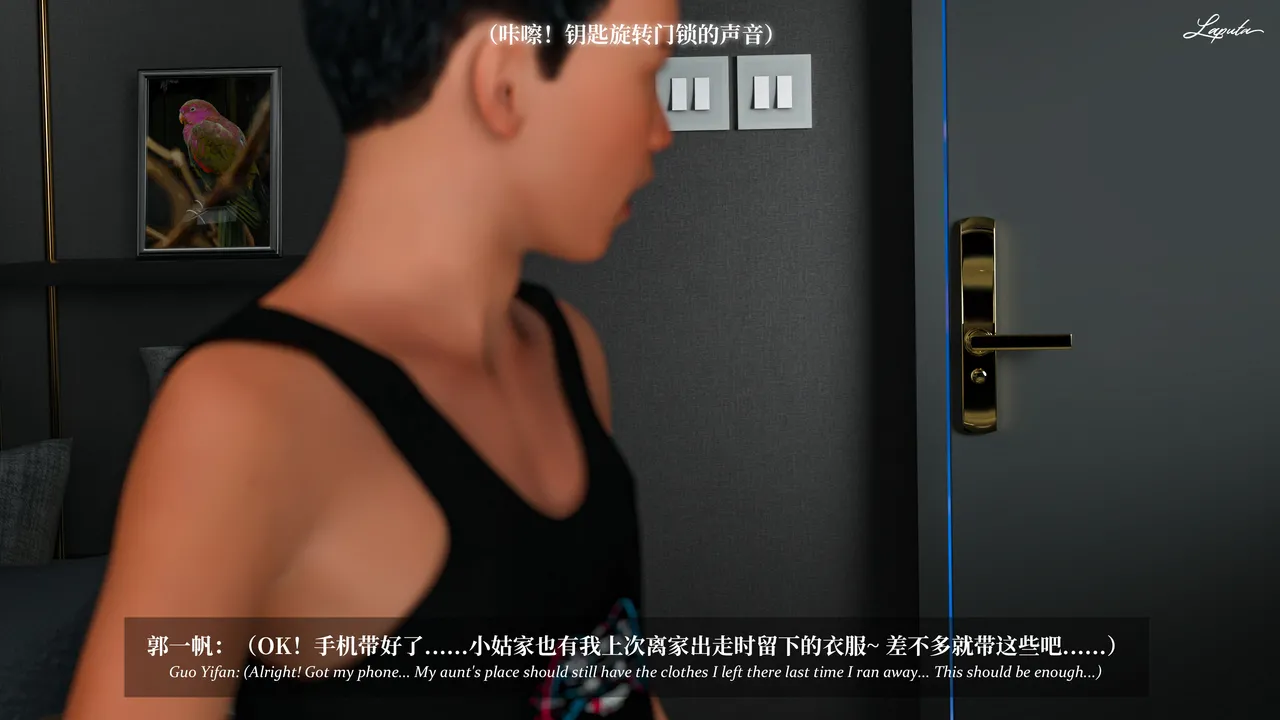 （咔嚓！钥匙旋转门锁的声音）
Laputa
郭一帆：（OK！手机带好了……小姑家也有我上次离家出走时留下的衣服~ 差不多就带这些吧……）
Guo Yifan: (Alright! Got my phone... My aunt's place should still have the clothes I left there last time I ran away... This should be enough...)